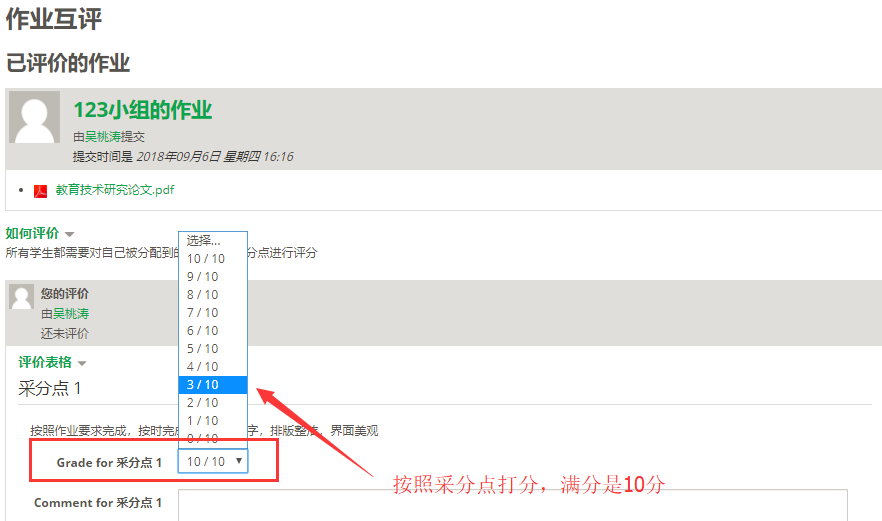 作业互评
已评价的作业
123小组的作业
由吴桃涛提交
提交时间是 2018年09月6日 星期四 16:16
教育技术研究论文.pdf
如何评价
所有学生都需要对自己被分配到的 分点进行评分
您的评价
由吴桃涛
还未评价
评价表格
采分点 1
选择...
10 / 10
9 / 10
8 / 10
7 / 10
6 / 10
5 / 10
4 / 10
3 / 10
2 / 10
1 / 10
0 / 10
按照作业要求完成，按时完成 字，排版整洁，界面美观
Grade for 采分点 1 10 / 10
按照采分点打分，满分是10分
Comment for 采分点 1